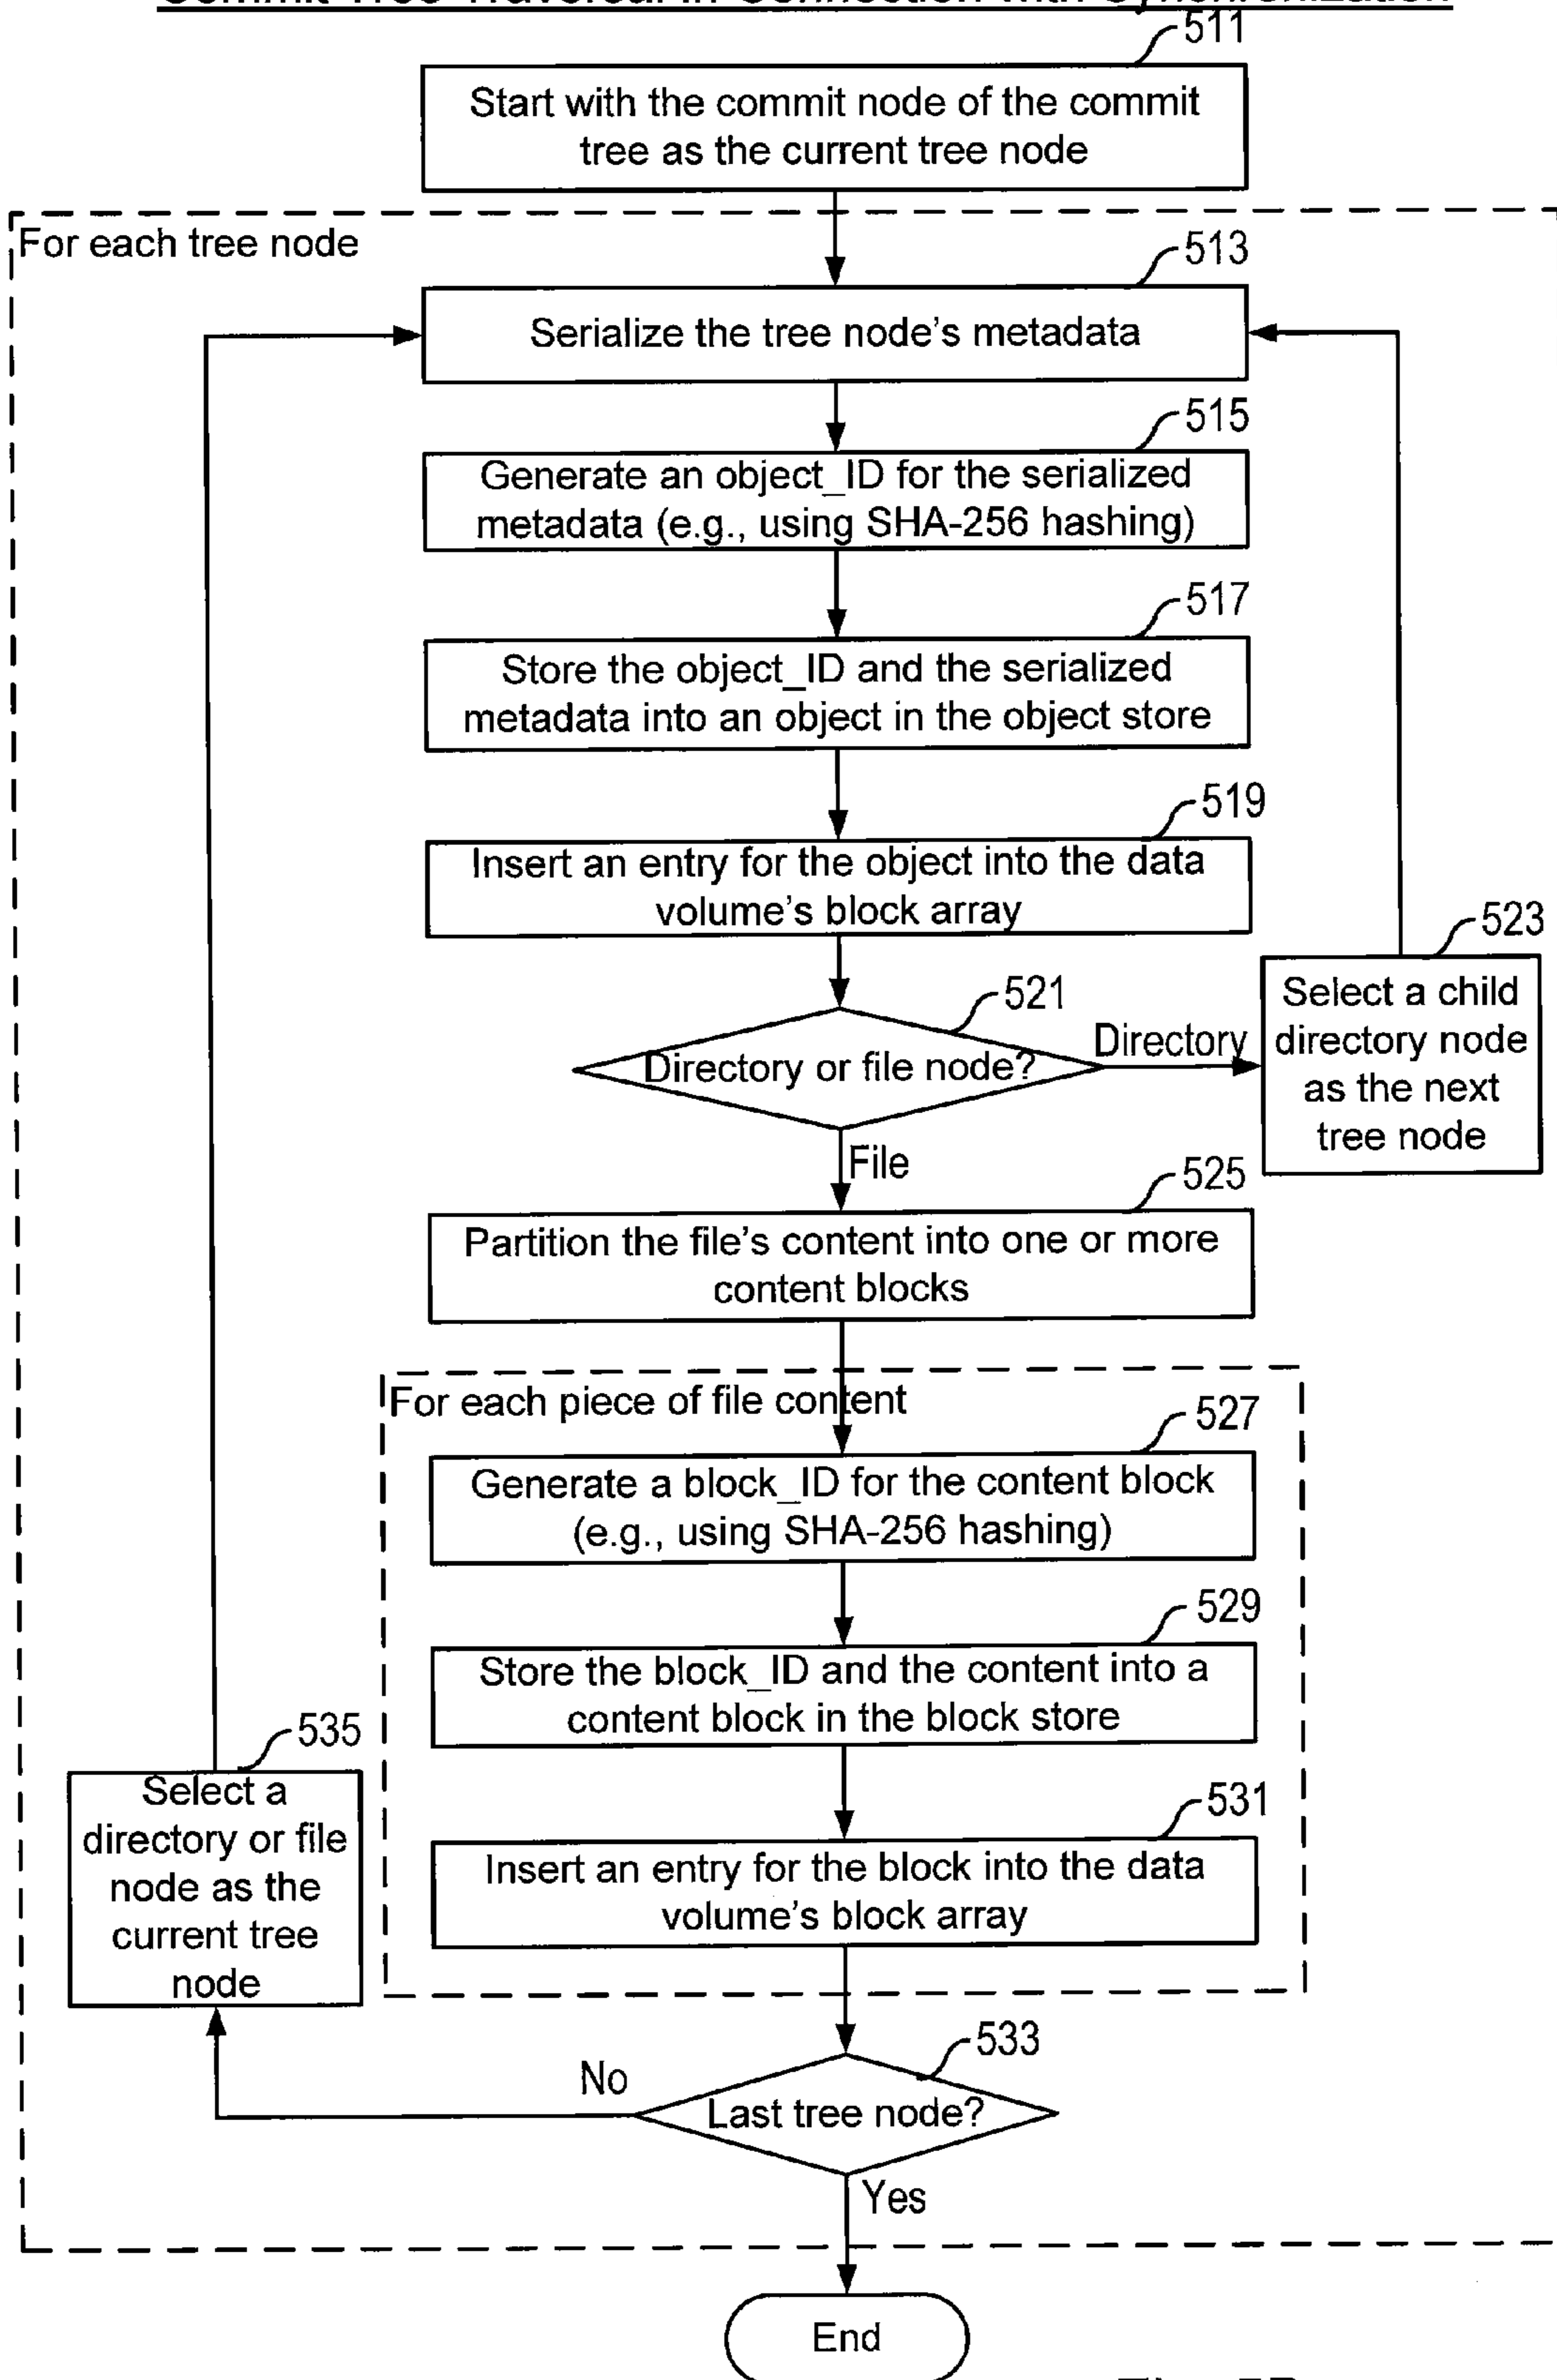 Commit Tree Traversal in Connection with Synchronization
511
Start with the commit node of the commit
tree as the current tree node
For each tree node
513
Serialize the tree node's metadata
515
Generate an object_ID for the serialized
metadata (e.g., using SHA-256 hashing)
517
Store the object_ID and the serialized
metadata into an object in the object store
519
Insert an entry for the object into the data
volume's block array
521
Directory or file node?
Directory
523
Select a child
directory node
as the next
tree node
File
525
Partition the file's content into one or more
content blocks
For each piece of file content
527
Generate a block_ID for the content block
(e.g., using SHA-256 hashing)
529
Store the block_ID and the content into a
content block in the block store
531
Insert an entry for the block into the data
volume's block array
535
Select a
directory or file
node as the
current tree
node
533
Last tree node?
No
Yes
End